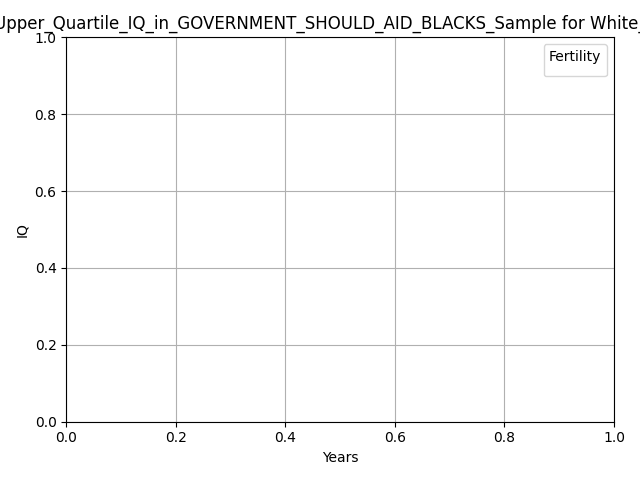 Upper_Quartile_IQ_in_GOVERNMENT_SHOULD_AID_BLACKS_Sample for White_
Fertility
1.0
0.8
0.6
0.4
0.2
0.0
IQ
0.0 0.2 0.4 0.6 0.8 1.0
Years